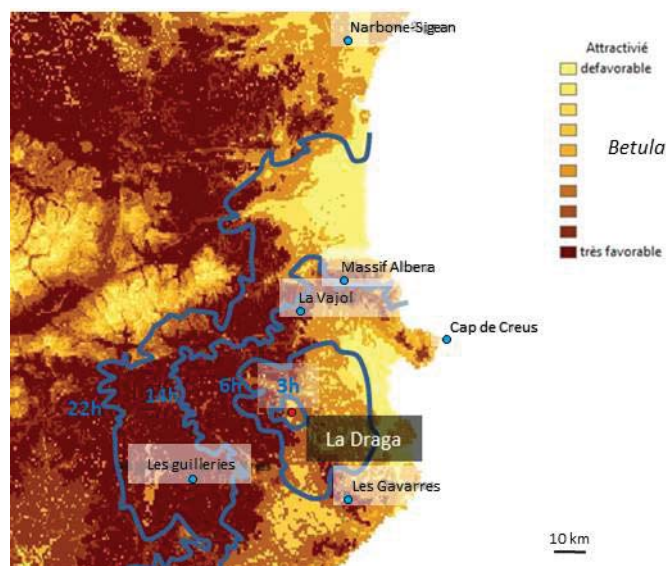 Narbone-Sigean
Attractivié
defavorable
Betula
très favorable
Massif Albera
La Vajol
Cap de Creus
22h
14h
6h
3h
La Draga
Les guilleries
Les Gavarres
10 km